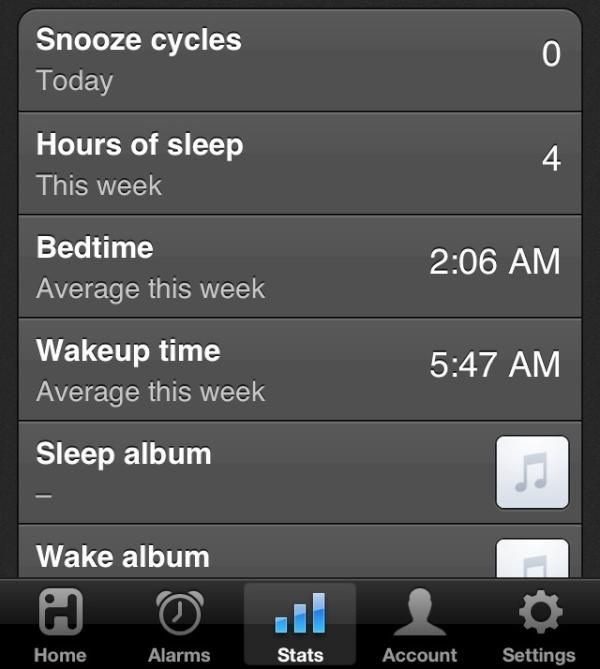 Snooze cycles
0
Today
Hours of sleep
4
This week
Bedtime
2:06 AM
Average this week
Wakeup time
5:47 AM
Average this week
Sleep album
–
Wake album
Home Alarms Stats Account Settings